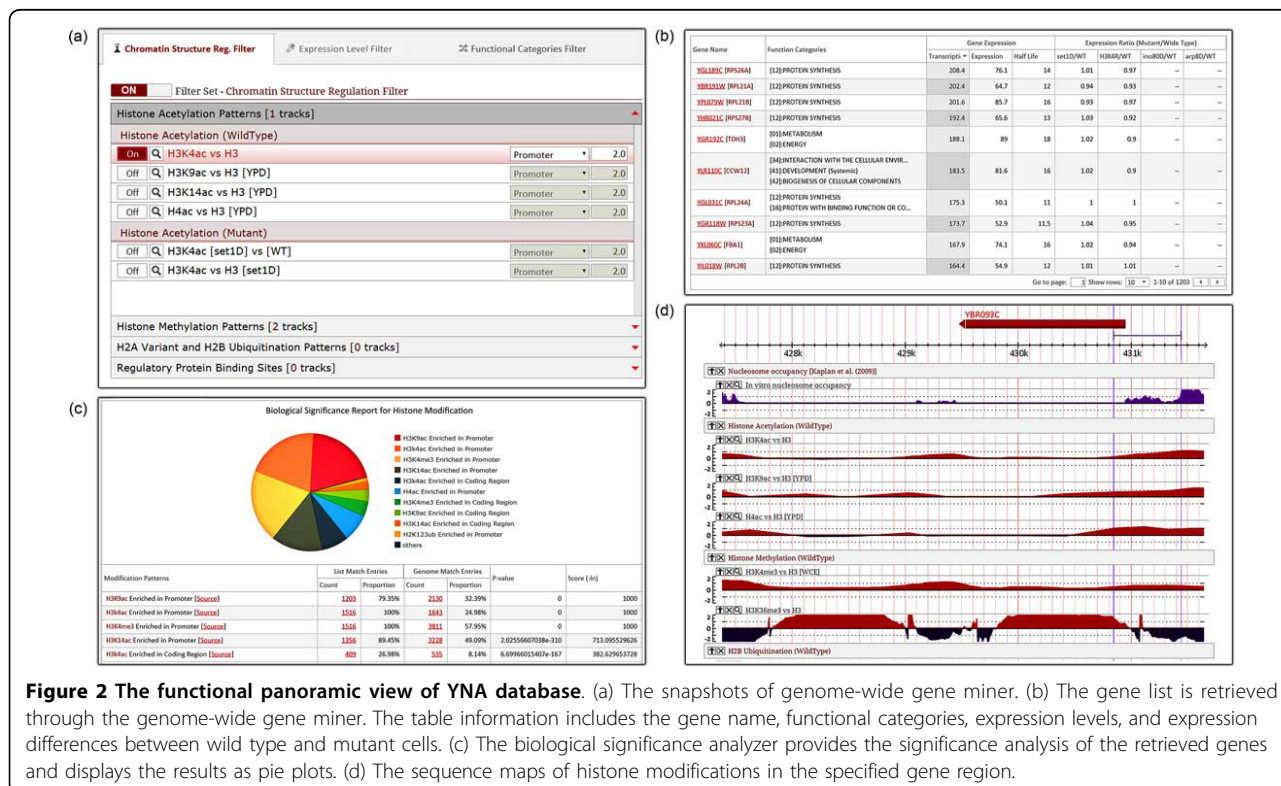 (a)
Chromatin Structure Reg. Filter Expression Level Filter Functional Categories Filter
ON Filter Set - Chromatin Structure Regulation Filter
Histone Acetylation Patterns [1 tracks]
Histone Acetylation (WildType)
On H3K4ac vs H3 Promoter 2.0
Off H3K9ac vs H3 [YPD] Promoter 2.0
Off H3K14ac vs H3 [YPD] Promoter 2.0
Off H4ac vs H3 [YPD] Promoter 2.0
Histone Acetylation (Mutant)
Off H3K4ac [set1D] vs [WT] Promoter 2.0
Off H3K4ac vs H3 [set1D] Promoter 2.0
Histone Methylation Patterns [2 tracks]
H2A Variant and H2B Ubiquitination Patterns [0 tracks]
Regulatory Protein Binding Sites [0 tracks]
(b)
Gene Name Function Categories Gene Expression Expression Ratio (Mutant/Wide Type)
Transcripti Expression Half Life set1D/WT H3K4R/WT ino80D/WT arp8D/WT
YGL189C [RPS26A] [12]:PROTEIN SYNTHESIS 208.4 76.1 14 1.01 0.97 -- --
YBR191W [RPL21A] [12]:PROTEIN SYNTHESIS 202.4 64.7 12 0.94 0.93 -- --
YPL079W [RPL21B] [12]:PROTEIN SYNTHESIS 201.6 85.7 16 0.93 0.97 -- --
YHR021C [RPS27B] [12]:PROTEIN SYNTHESIS 192.4 65.6 13 1.03 0.92 -- --
YGR192C [TDH3] [01]:METABOLISM 188.1 89 18 1.02 0.9 -- --
[02]:ENERGY
[34]:INTERACTION WITH THE CELLULAR ENVIR...
YLR110C [CCW12] [41]:DEVELOPMENT (Systemic) 183.5 81.6 16 1.02 0.9 -- --
[42]:BIOGENESIS OF CELLULAR COMPONENTS
YGL031C [RPL24A] [12]:PROTEIN SYNTHESIS 175.3 50.1 11 1 1 -- --
[16]:PROTEIN WITH BINDING FUNCTION OR CO...
YGR118W [RPS23A] [12]:PROTEIN SYNTHESIS 173.7 52.9 11.5 1.04 0.95 -- --
YKL060C [FBA1] [01]:METABOLISM 167.9 74.1 16 1.02 0.94 -- --
[02]:ENERGY
YIL018W [RPL2B] [12]:PROTEIN SYNTHESIS 164.4 54.9 12 1.01 1.01 -- --
Go to page: 1 Show rows: 10 1-10 of 1203
(c)
Biological Significance Report for Histone Modification
H3K9ac Enriched in Promoter
H3k4ac Enriched in Promoter
H3K4me3 Enriched in Promoter
H3K14ac Enriched in Promoter
H3k4ac Enriched in Coding Region
H4ac Enriched in Promoter
H3K4me3 Enriched in Coding Region
H3K9ac Enriched in Coding Region
H3K14ac Enriched in Coding Region
H2K123ub Enriched in Promoter
others
Modification Patterns List Match Entries Genome Match Entries P-value Score (-ln)
Count Proportion Count Proportion
H3K9ac Enriched in Promoter [Source] 1203 79.35% 2130 32.39% 0 1000
H3k4ac Enriched in Promoter [Source] 1516 100% 1643 24.98% 0 1000
H3K4me3 Enriched in Promoter [Source] 1516 100% 3811 57.95% 0 1000
H3K14ac Enriched in Promoter [Source] 1356 89.45% 3228 49.09% 2.02556607038e-310 713.095529626
H3k4ac Enriched in Coding Region [Source] 409 26.98% 535 8.14% 6.69966015407e-167 382.629653728
(d)
YBR093C
428k 429k 430k 431k
Nucleosome occupancy [Kaplan et al. (2009)]
In vitro nucleosome occupancy
2
0
-2
Histone Acetylation (WildType)
H3K4ac vs H3
2
0
-2
H3K9ac vs H3 [YPD]
2
0
-2
H4ac vs H3 [YPD]
2
0
-2
Histone Methylation (WildType)
H3K4me3 vs H3 [WCE]
2
0
-2
H3K36me3 vs H3
2
0
-2
H2B Ubiquitination (WildType)
Figure 2 The functional panoramic view of YNA database. (a) The snapshots of genome-wide gene miner. (b) The gene list is retrieved
through the genome-wide gene miner. The table information includes the gene name, functional categories, expression levels, and expression
differences between wild type and mutant cells. (c) The biological significance analyzer provides the significance analysis of the retrieved genes
and displays the results as pie plots. (d) The sequence maps of histone modifications in the specified gene region.